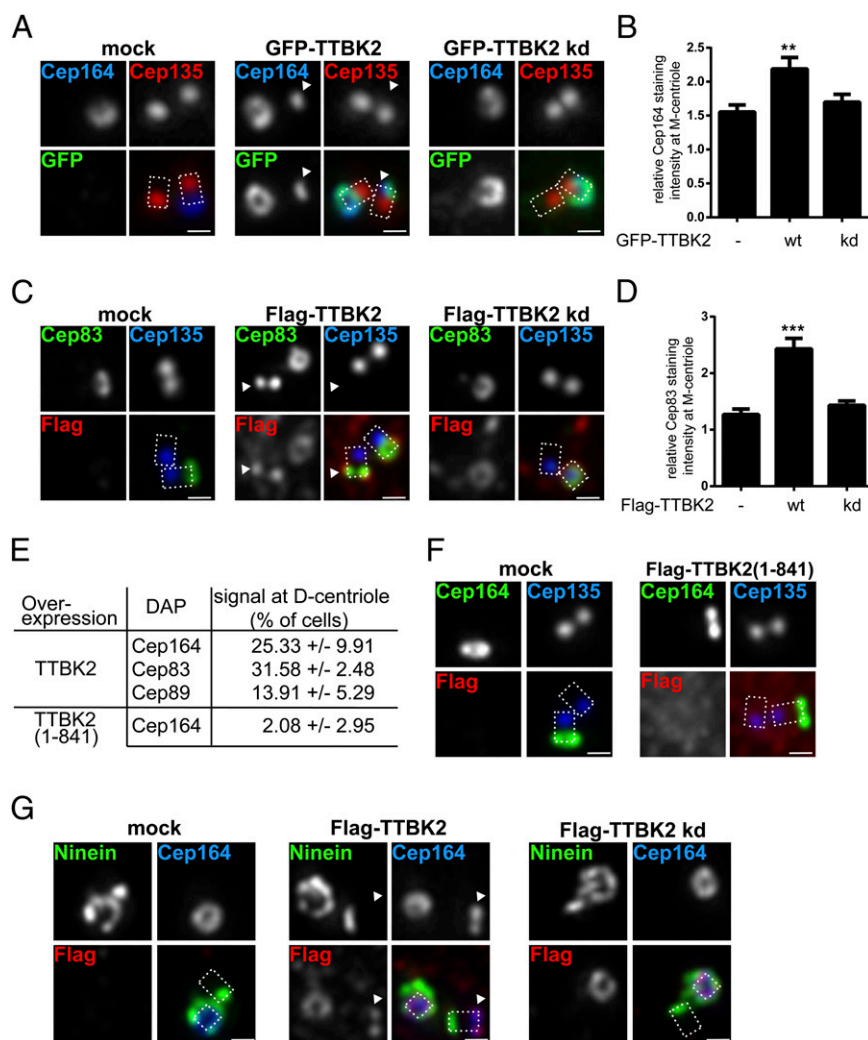 A
mock
GFP-TTBK2
GFP-TTBK2 kd
Cep164 Cep135 Cep164 Cep135 Cep164 Cep135
GFP GFP GFP
B
relative Cep164 staining
intensity at M-centriole
2.5
2.0
1.5
1.0
0.5
0.0
**
GFP-TTBK2 - wt kd
C
mock
Flag-TTBK2
Flag-TTBK2 kd
Cep83 Cep135 Cep83 Cep135 Cep83 Cep135
Flag Flag Flag
D
relative Cep83 staining
intensity at M-centriole
3
2
1
0
***
Flag-TTBK2 - wt kd
E
Over-
expression
DAP
signal at D-centriole
(% of cells)
TTBK2
Cep164 25.33 +/- 9.91
Cep83 31.58 +/- 2.48
Cep89 13.91 +/- 5.29
TTBK2
(1-841)
Cep164 2.08 +/- 2.95
F
mock
Flag-TTBK2(1-841)
Cep164 Cep135 Cep164 Cep135
Flag Flag
G
mock
Flag-TTBK2
Flag-TTBK2 kd
Ninein Cep164 Ninein Cep164 Ninein Cep164
Flag Flag Flag